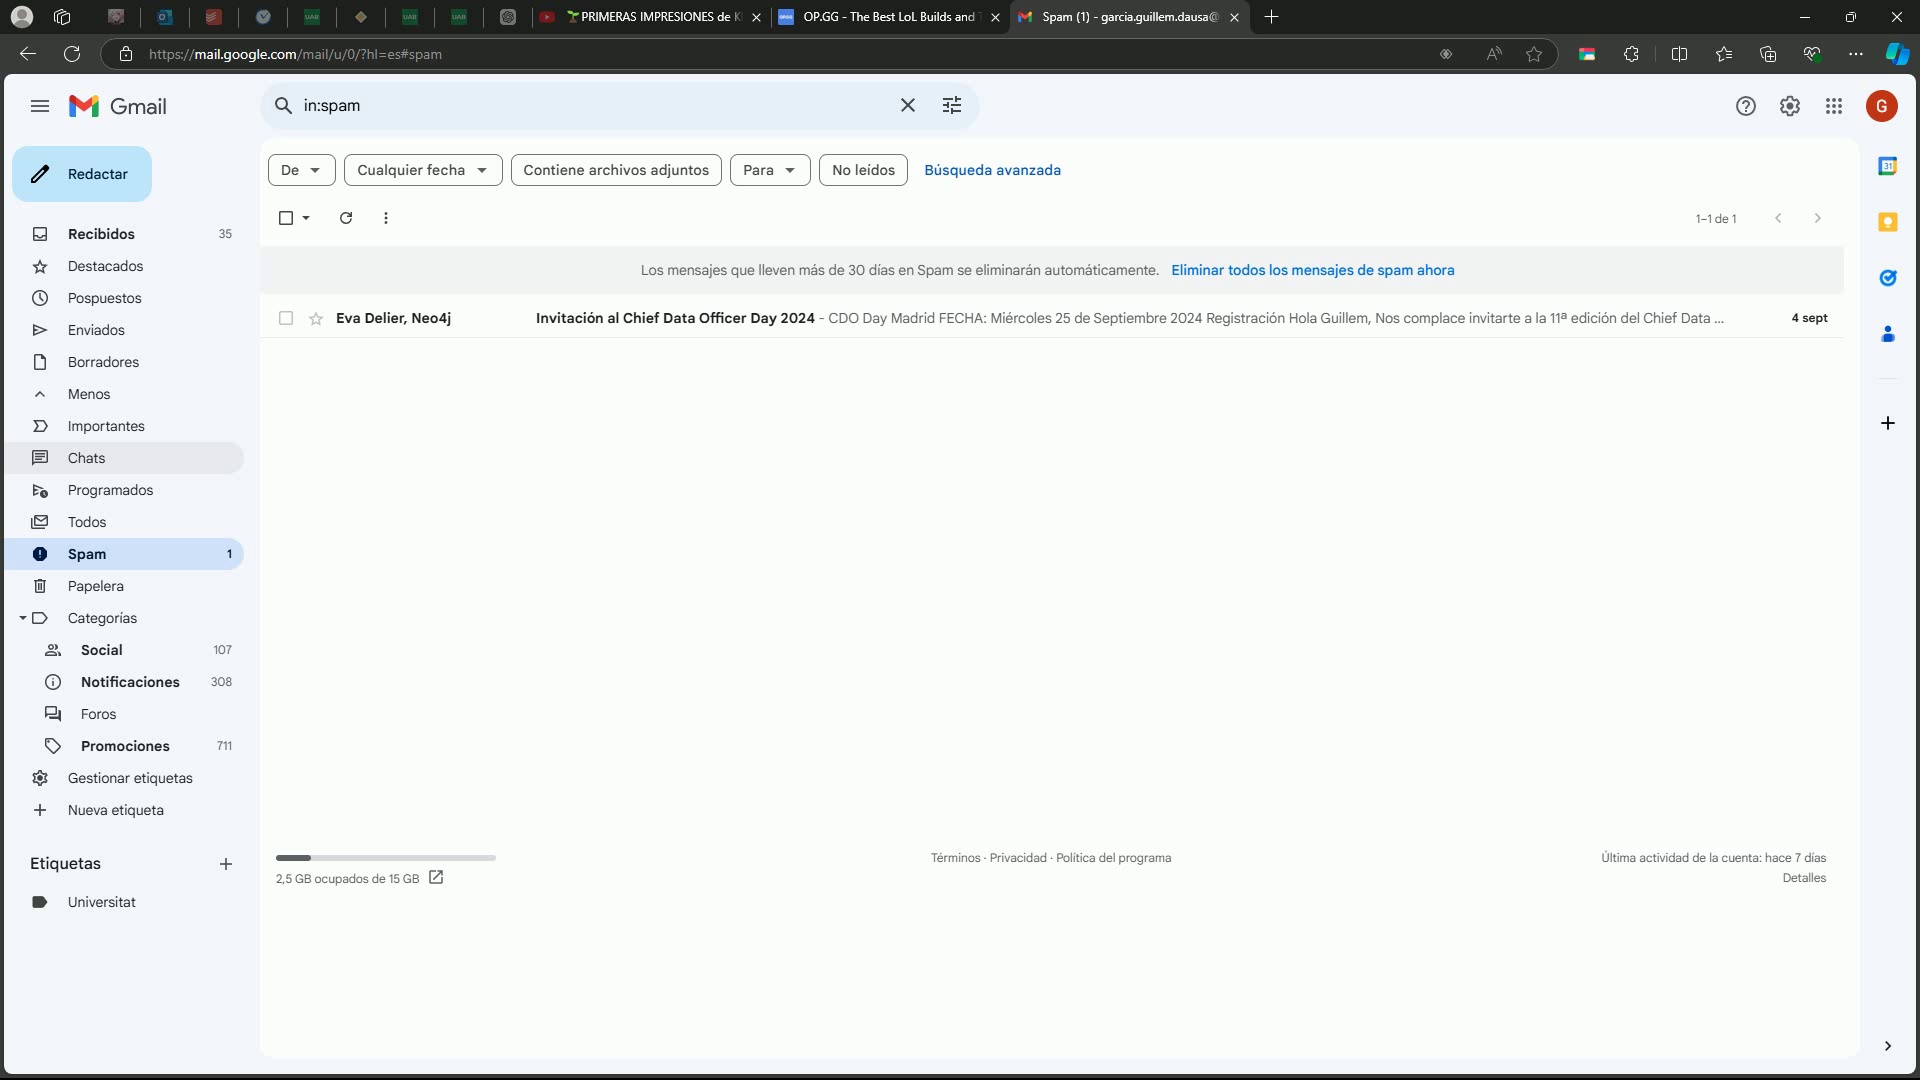 PRIMERAS IMPRESIONES de K
OP.GG - The Best LoL Builds and T
Spam (1) - garcia.guillem.dausa@
https://mail.google.com/mail/u/0/?hl=es#spam
Gmail
in:spam
G
Redactar
De
Cualquier fecha
Contiene archivos adjuntos
Para
No leídos
Búsqueda avanzada
1–1 de 1
Los mensajes que lleven más de 30 días en Spam se eliminarán automáticamente. Eliminar todos los mensajes de spam ahora
Eva Delier, Neo4j Invitación al Chief Data Officer Day 2024 - CDO Day Madrid FECHA: Miércoles 25 de Septiembre 2024 Registración Hola Guillem, Nos complace invitarte a la 11ª edición del Chief Data ... 4 sept
Recibidos 35
Destacados
Pospuestos
Enviados
Borradores
Menos
Importantes
Chats
Programados
Todos
Spam 1
Papelera
Categorías
Social 107
Notificaciones 308
Foros
Promociones 711
Gestionar etiquetas
Nueva etiqueta
Etiquetas
Universitat
2,5 GB ocupados de 15 GB
Términos · Privacidad · Política del programa
Última actividad de la cuenta: hace 7 días
Detalles
31